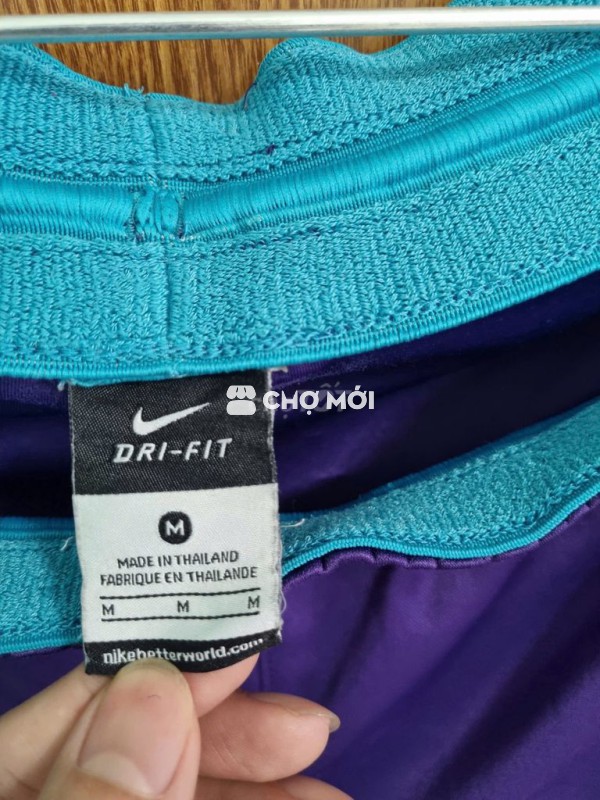 CHỢ MỚI
DRI-FIT
M
MADE IN THAILAND
FABRIQUE EN THAILANDE
M M M
nikebetterworld.com